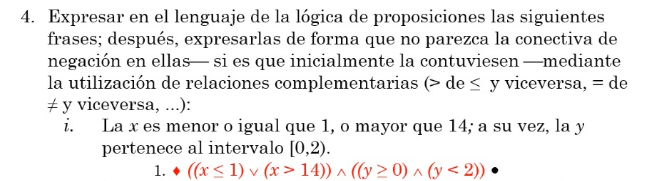 4. Expresar en el lenguaje de la lógica de proposiciones las siguientes
frases; después, expresarlas de forma que no parezca la conectiva de
negación en ellas— si es que inicialmente la contuviesen —mediante
la utilización de relaciones complementarias (> de ≤ y viceversa, = de
≠ y viceversa, ...):
i. La x es menor o igual que 1, o mayor que 14; a su vez, la y
pertenece al intervalo [0,2).
1. ♦ ((x ≤ 1) ∨ (x > 14)) ∧ ((y ≥ 0) ∧ (y < 2)) ●